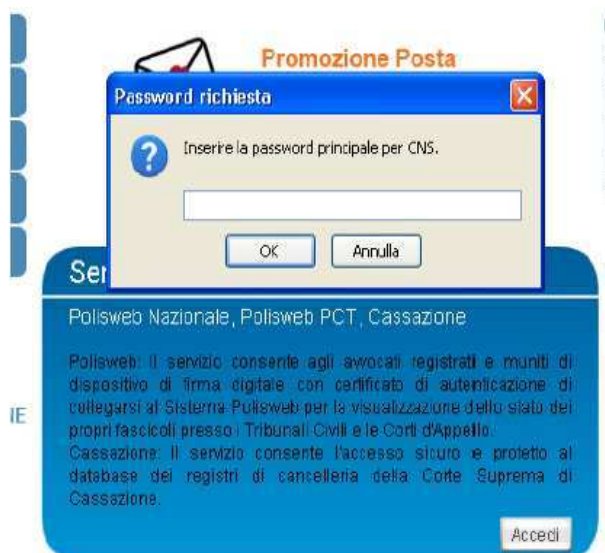 Promozione Posta
Password richiesta
Inserire la password principale per CNS.
OK
Annulla
Ser
Polisweb Nazionale, Polisweb PCT, Cassazione
Polisweb: Il servizio consente agli avvocati registrati e muniti di
dispositivo di firma digitale con certificato di autenticazione di
collegarsi al Sistema Polisweb per la visualizzazione dello stato dei
propri fascicoli presso i Tribunali Civili e le Corti d'Appello.
Cassazione: Il servizio consente l'accesso sicuro e protetto al
database dei registri di cancelleria della Corte Suprema di
Cassazione.
NE
Accedi